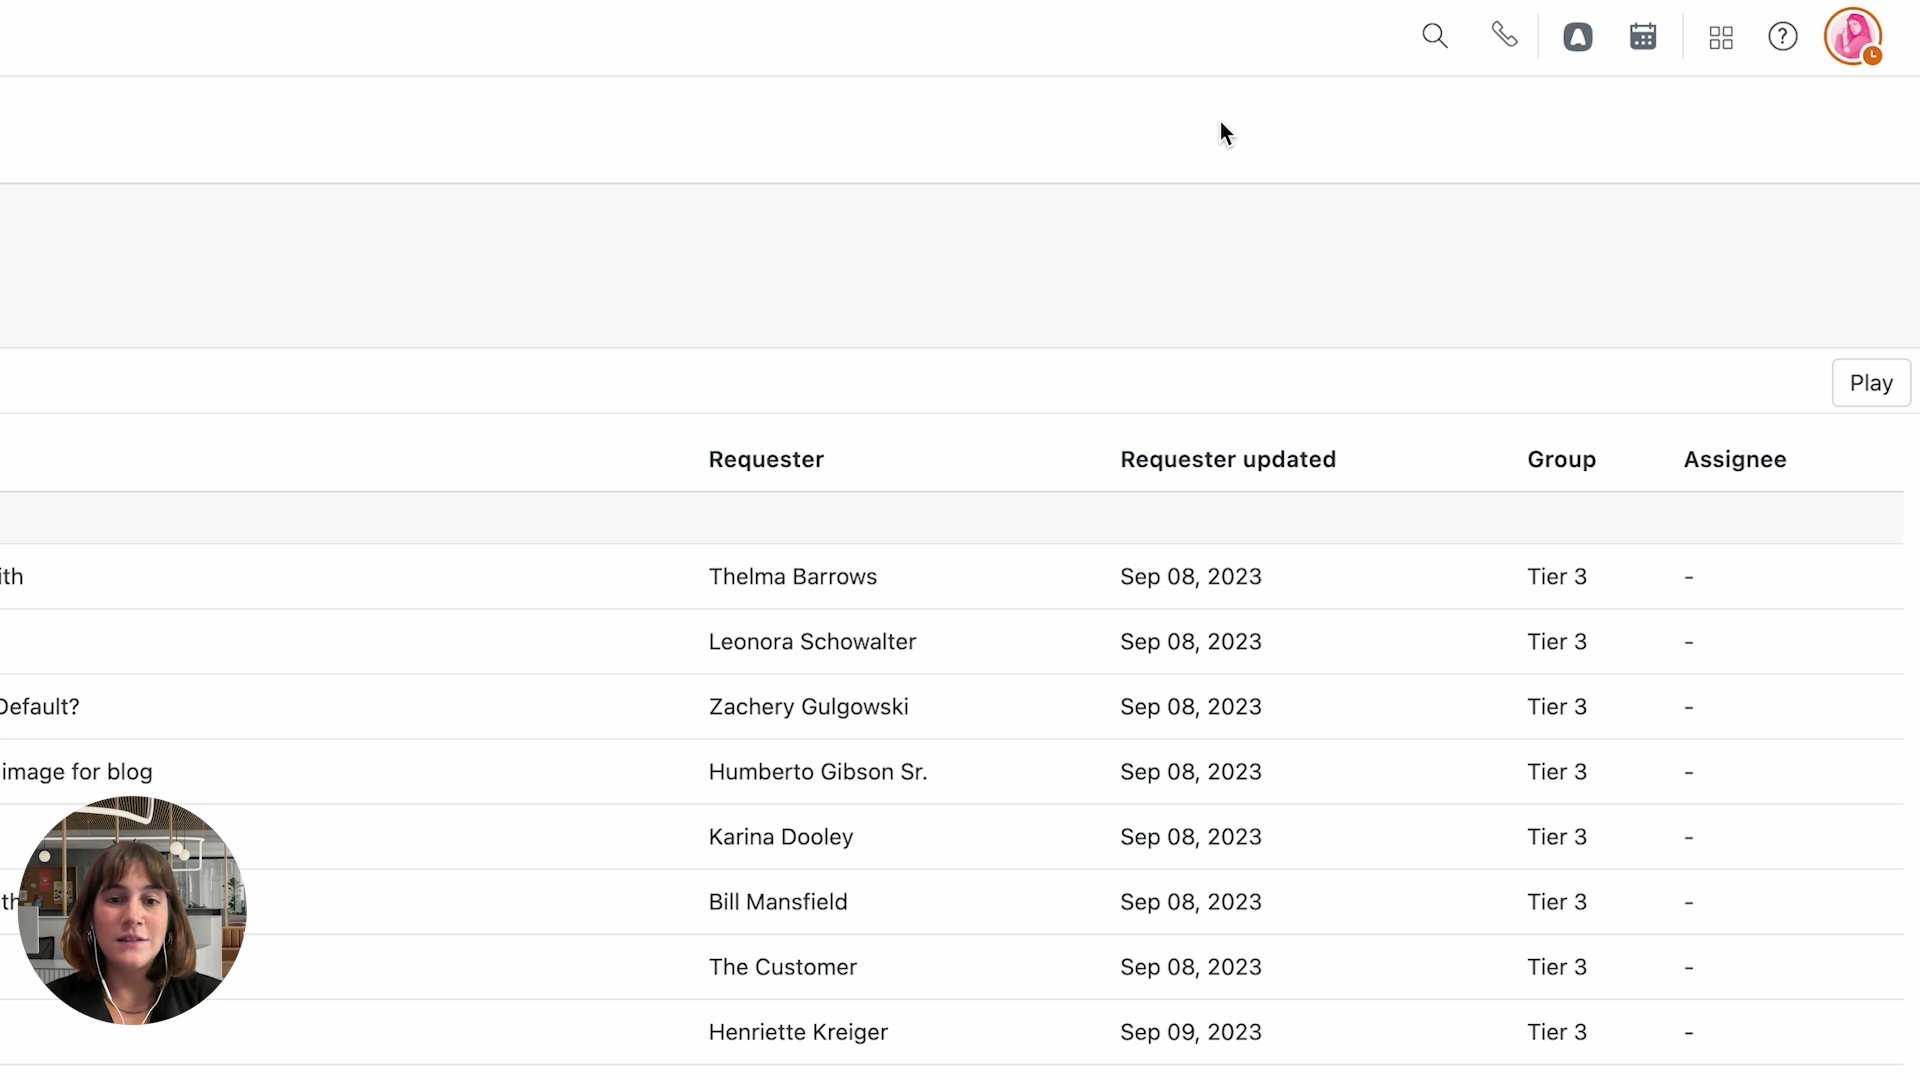 Play
Requester Requester updated Group Assignee
ith Thelma Barrows Sep 08, 2023 Tier 3 -
Leonora Schowalter Sep 08, 2023 Tier 3 -
Default? Zachery Gulgowski Sep 08, 2023 Tier 3 -
image for blog Humberto Gibson Sr. Sep 08, 2023 Tier 3 -
Karina Dooley Sep 08, 2023 Tier 3 -
th Bill Mansfield Sep 08, 2023 Tier 3 -
The Customer Sep 08, 2023 Tier 3 -
Henriette Kreiger Sep 09, 2023 Tier 3 -